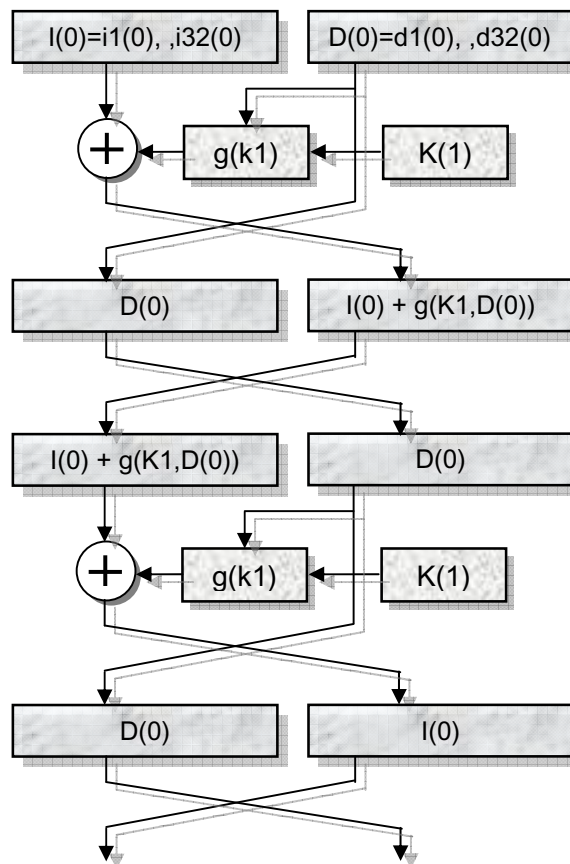 I(0)=i1(0), ,i32(0)
D(0)=d1(0), ,d32(0)
+
g(k1)
K(1)
D(0)
I(0) + g(K1,D(0))
I(0) + g(K1,D(0))
D(0)
+
g(k1)
K(1)
D(0)
I(0)